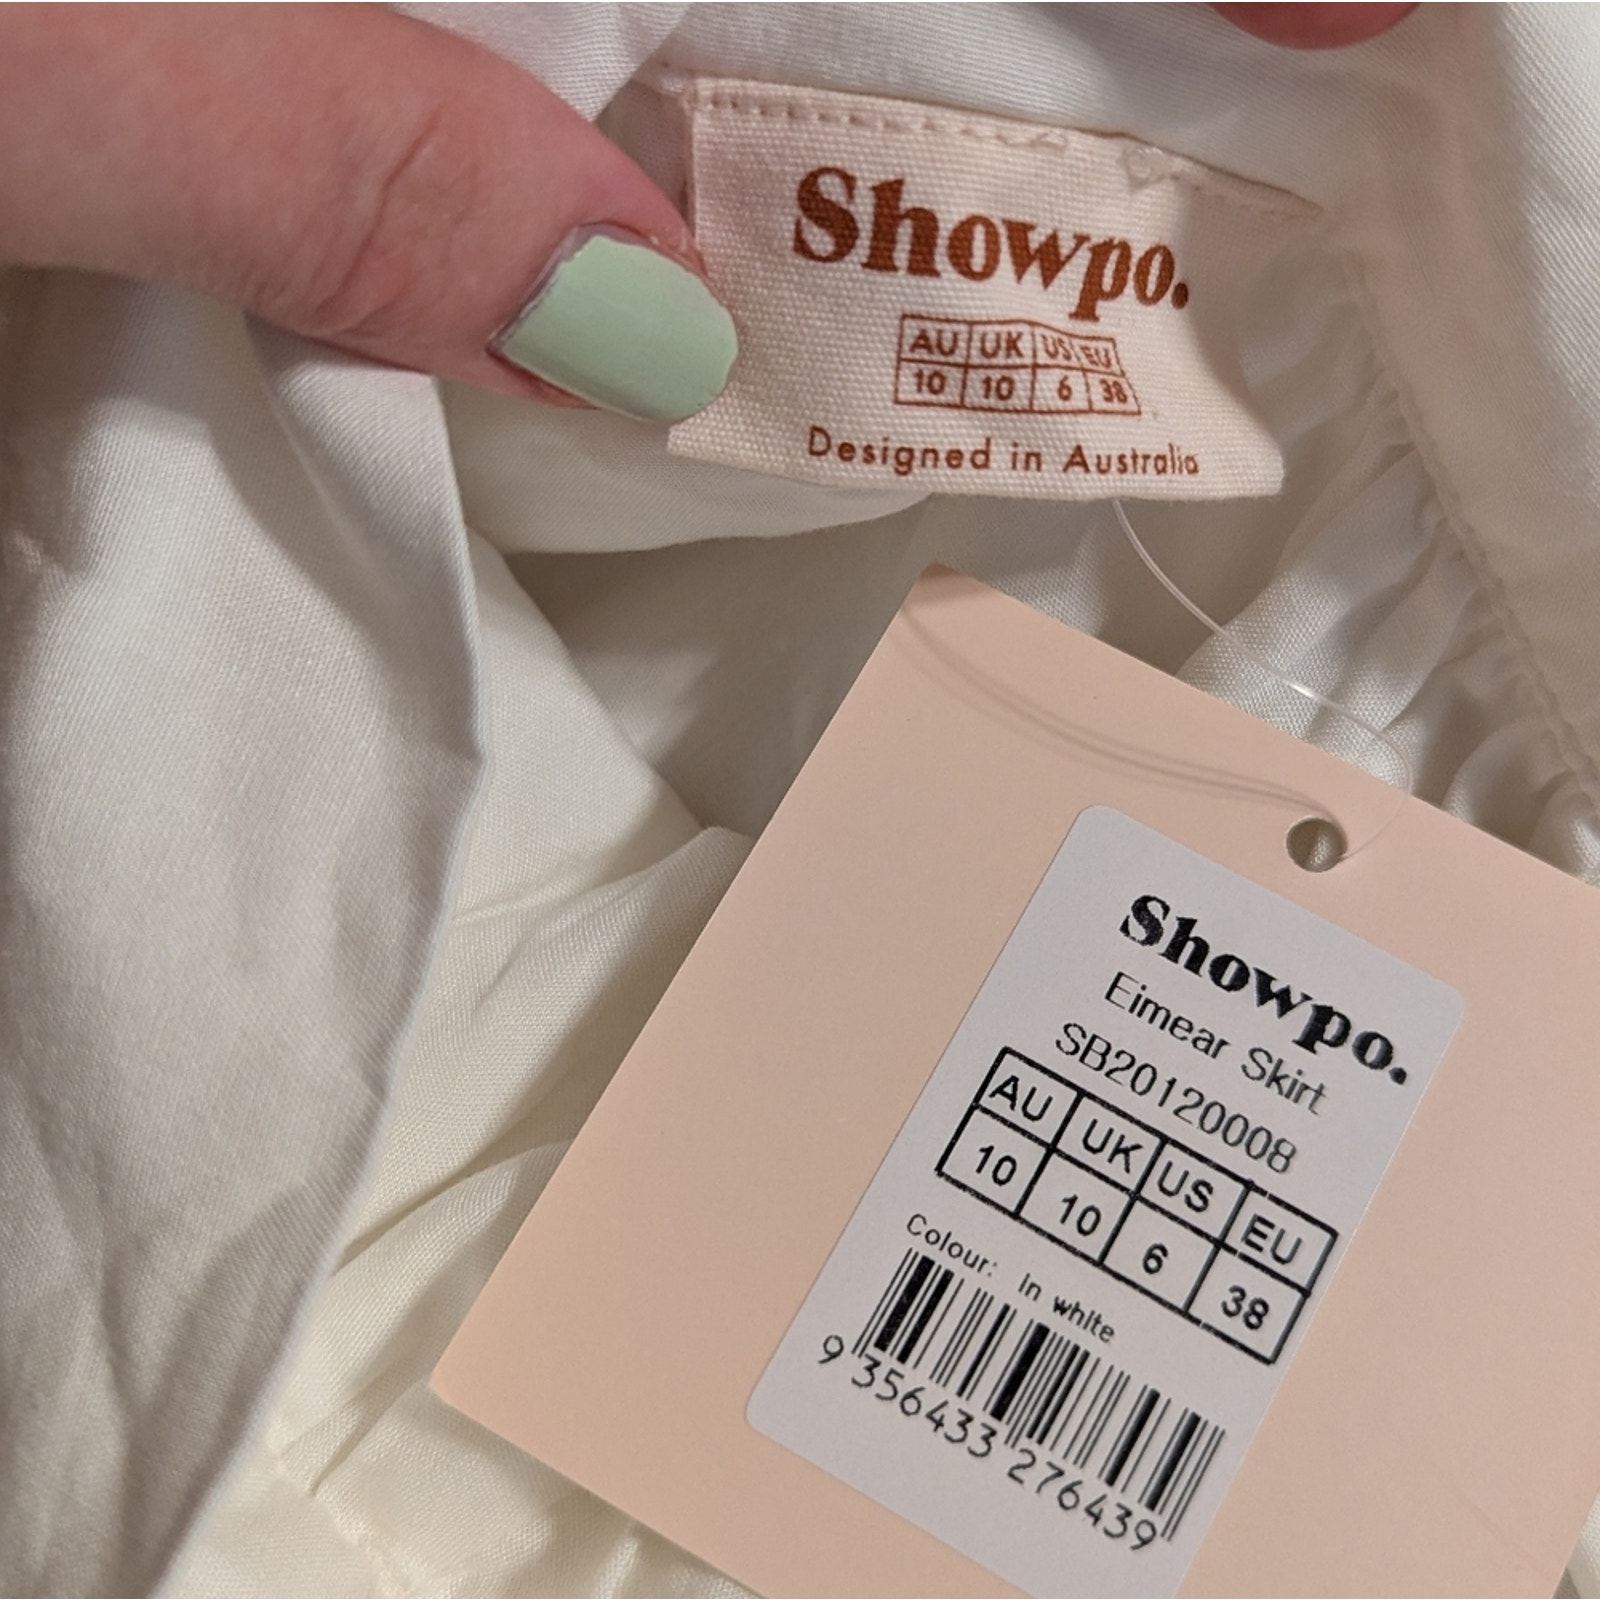 Showpo.
AU UK US EU
10 10 6 38
Designed in Australia
Showpo.
Eimear Skirt
SB20120008
AU UK US EU
10 10 6 38
Colour: In white
9 356433 276439